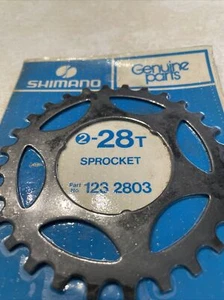 SHIMANO
Genuine
parts
2-28T
SPROCKET
Part No. 123 2803